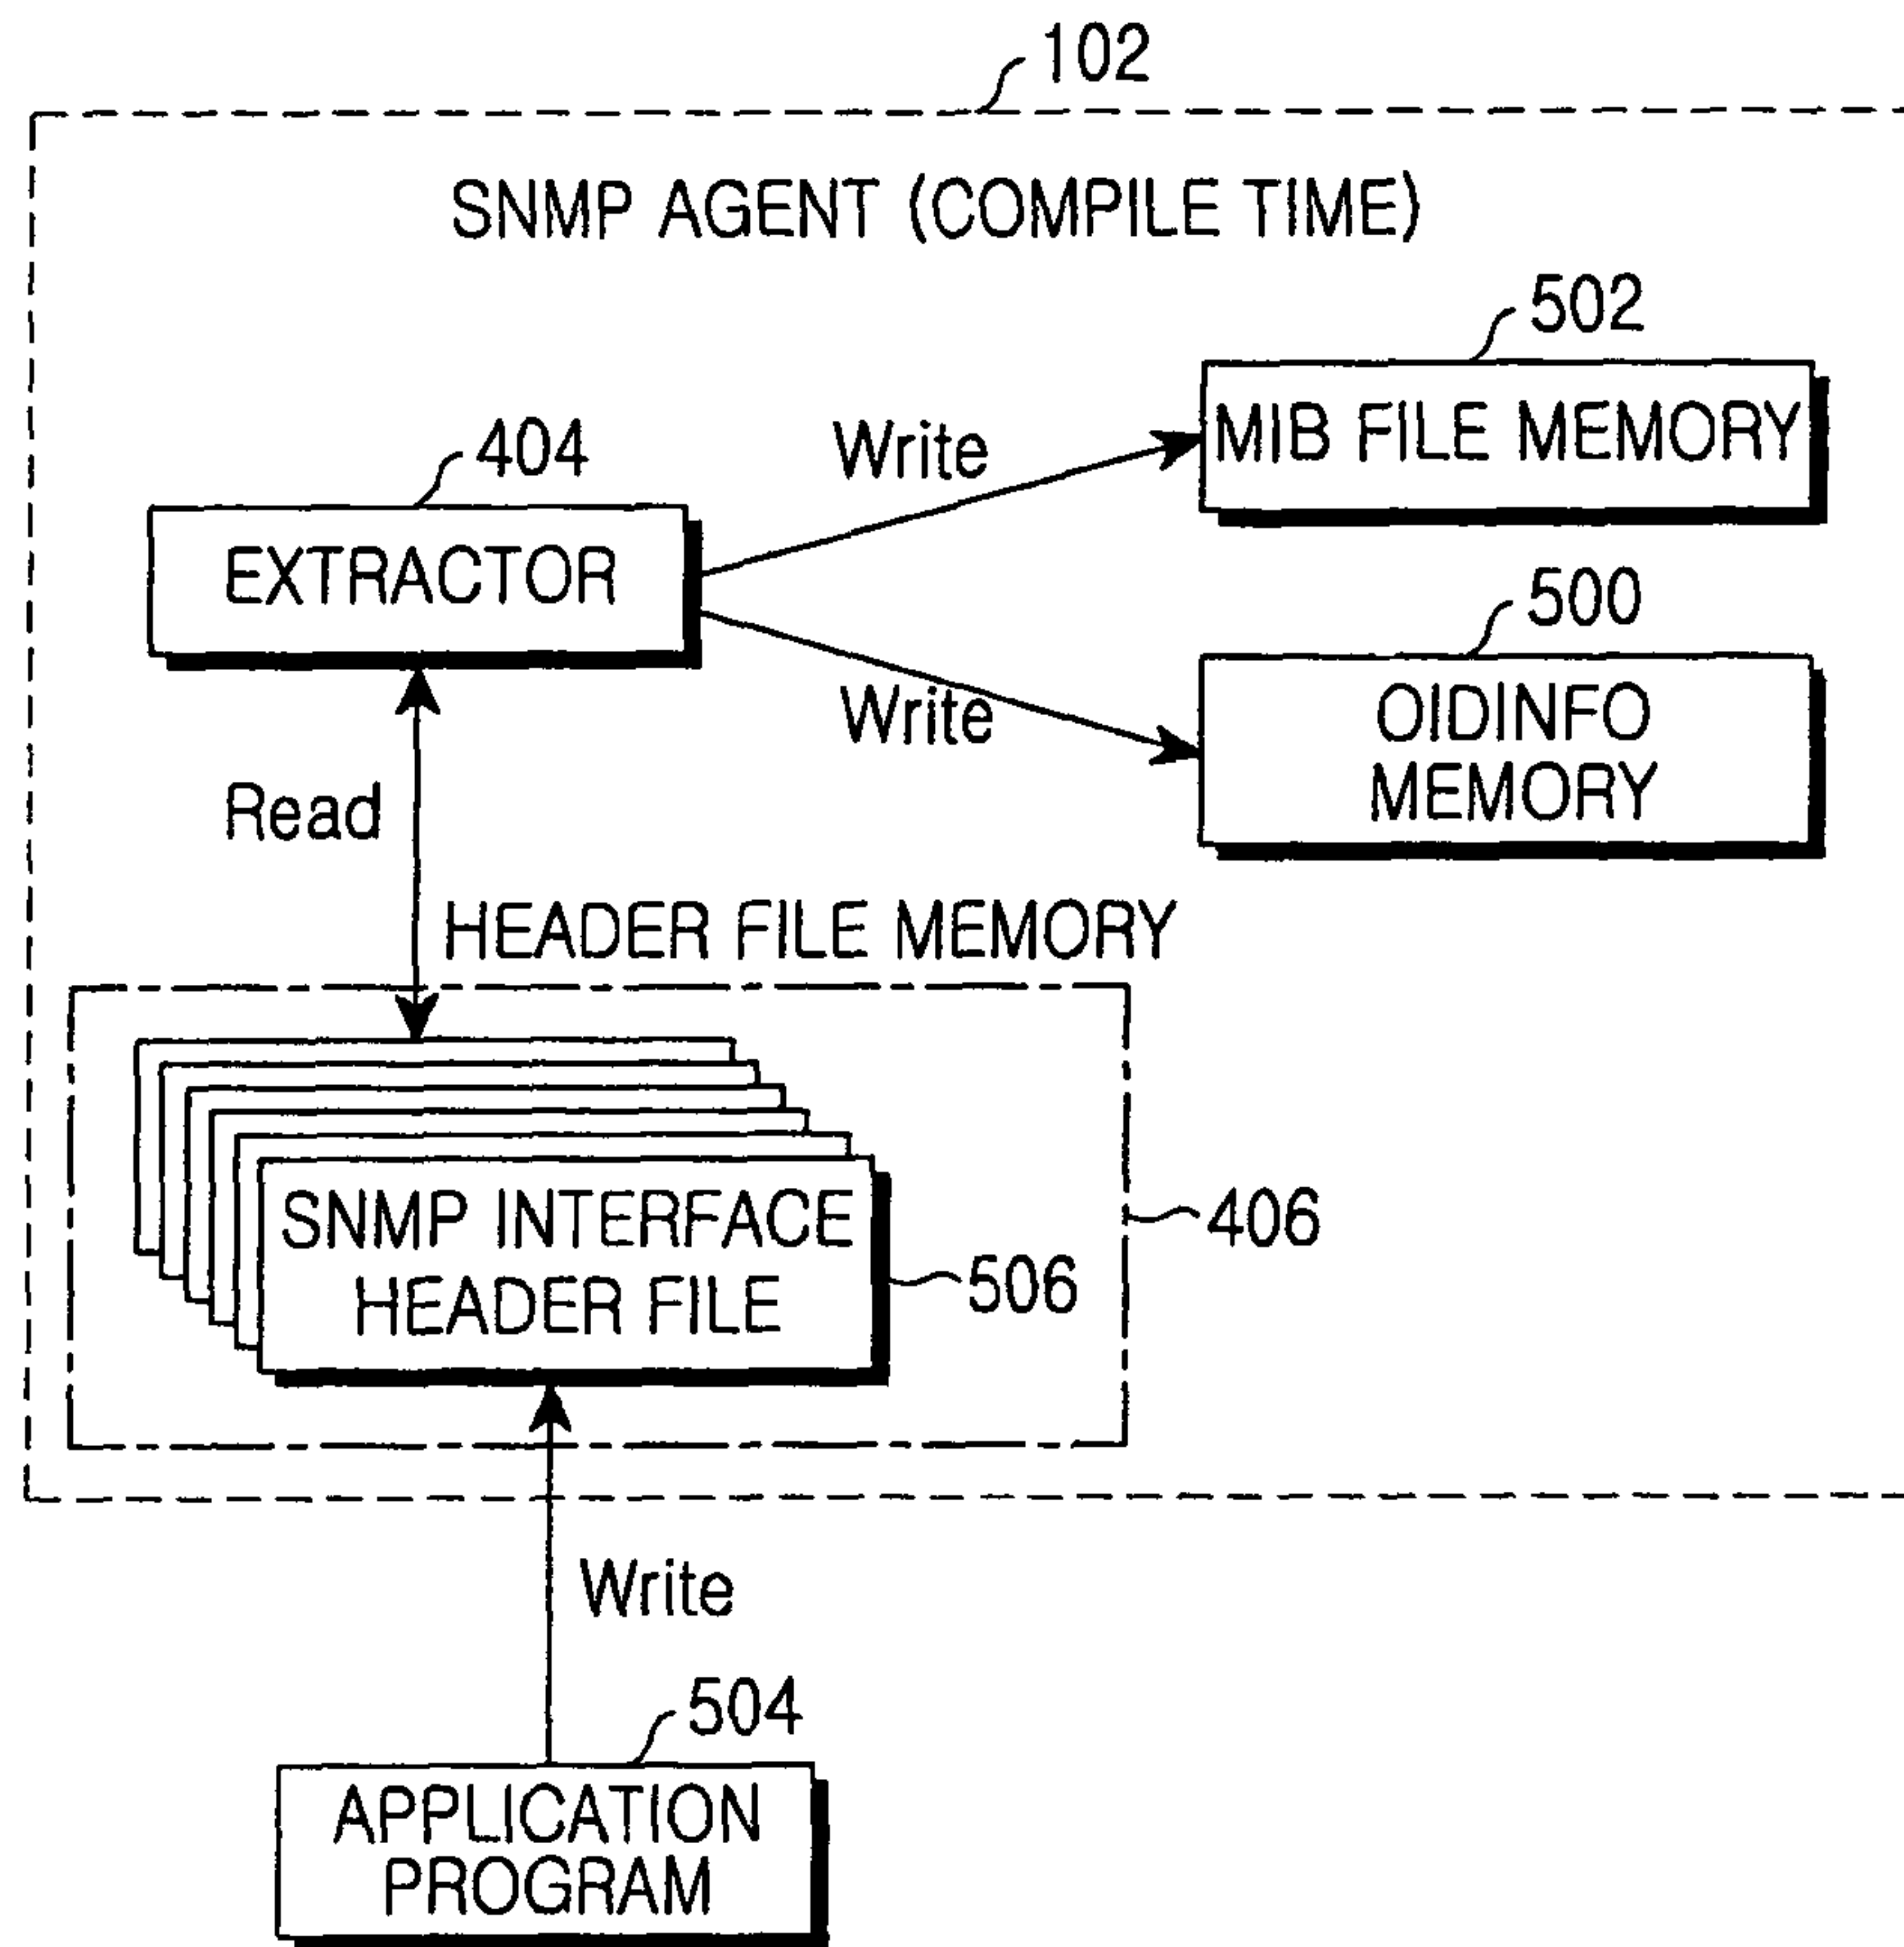 102
SNMP AGENT (COMPILE TIME)
502
MIB FILE MEMORY
404
Write
EXTRACTOR
500
OIDINFO
MEMORY
Write
Read
HEADER FILE MEMORY
SNMP INTERFACE
HEADER FILE
406
506
Write
504
APPLICATION
PROGRAM